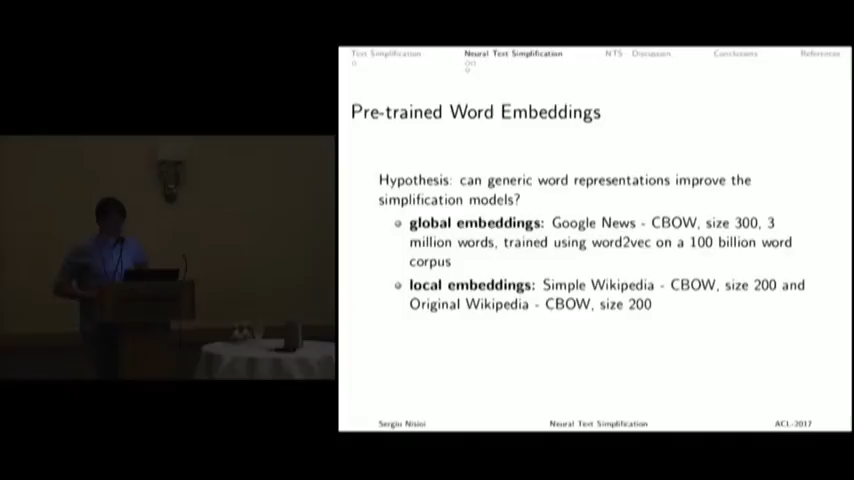 Text Simplification
Neural Text Simplification
NTS - Discussion
Conclusions
References
Pre-trained Word Embeddings
Hypothesis: can generic word representations improve the
simplification models?
global embeddings: Google News - CBOW, size 300, 3
million words, trained using word2vec on a 100 billion word
corpus
local embeddings: Simple Wikipedia - CBOW, size 200 and
Original Wikipedia - CBOW, size 200
Sergiu Nisioi
Neural Text Simplification
ACL-2017